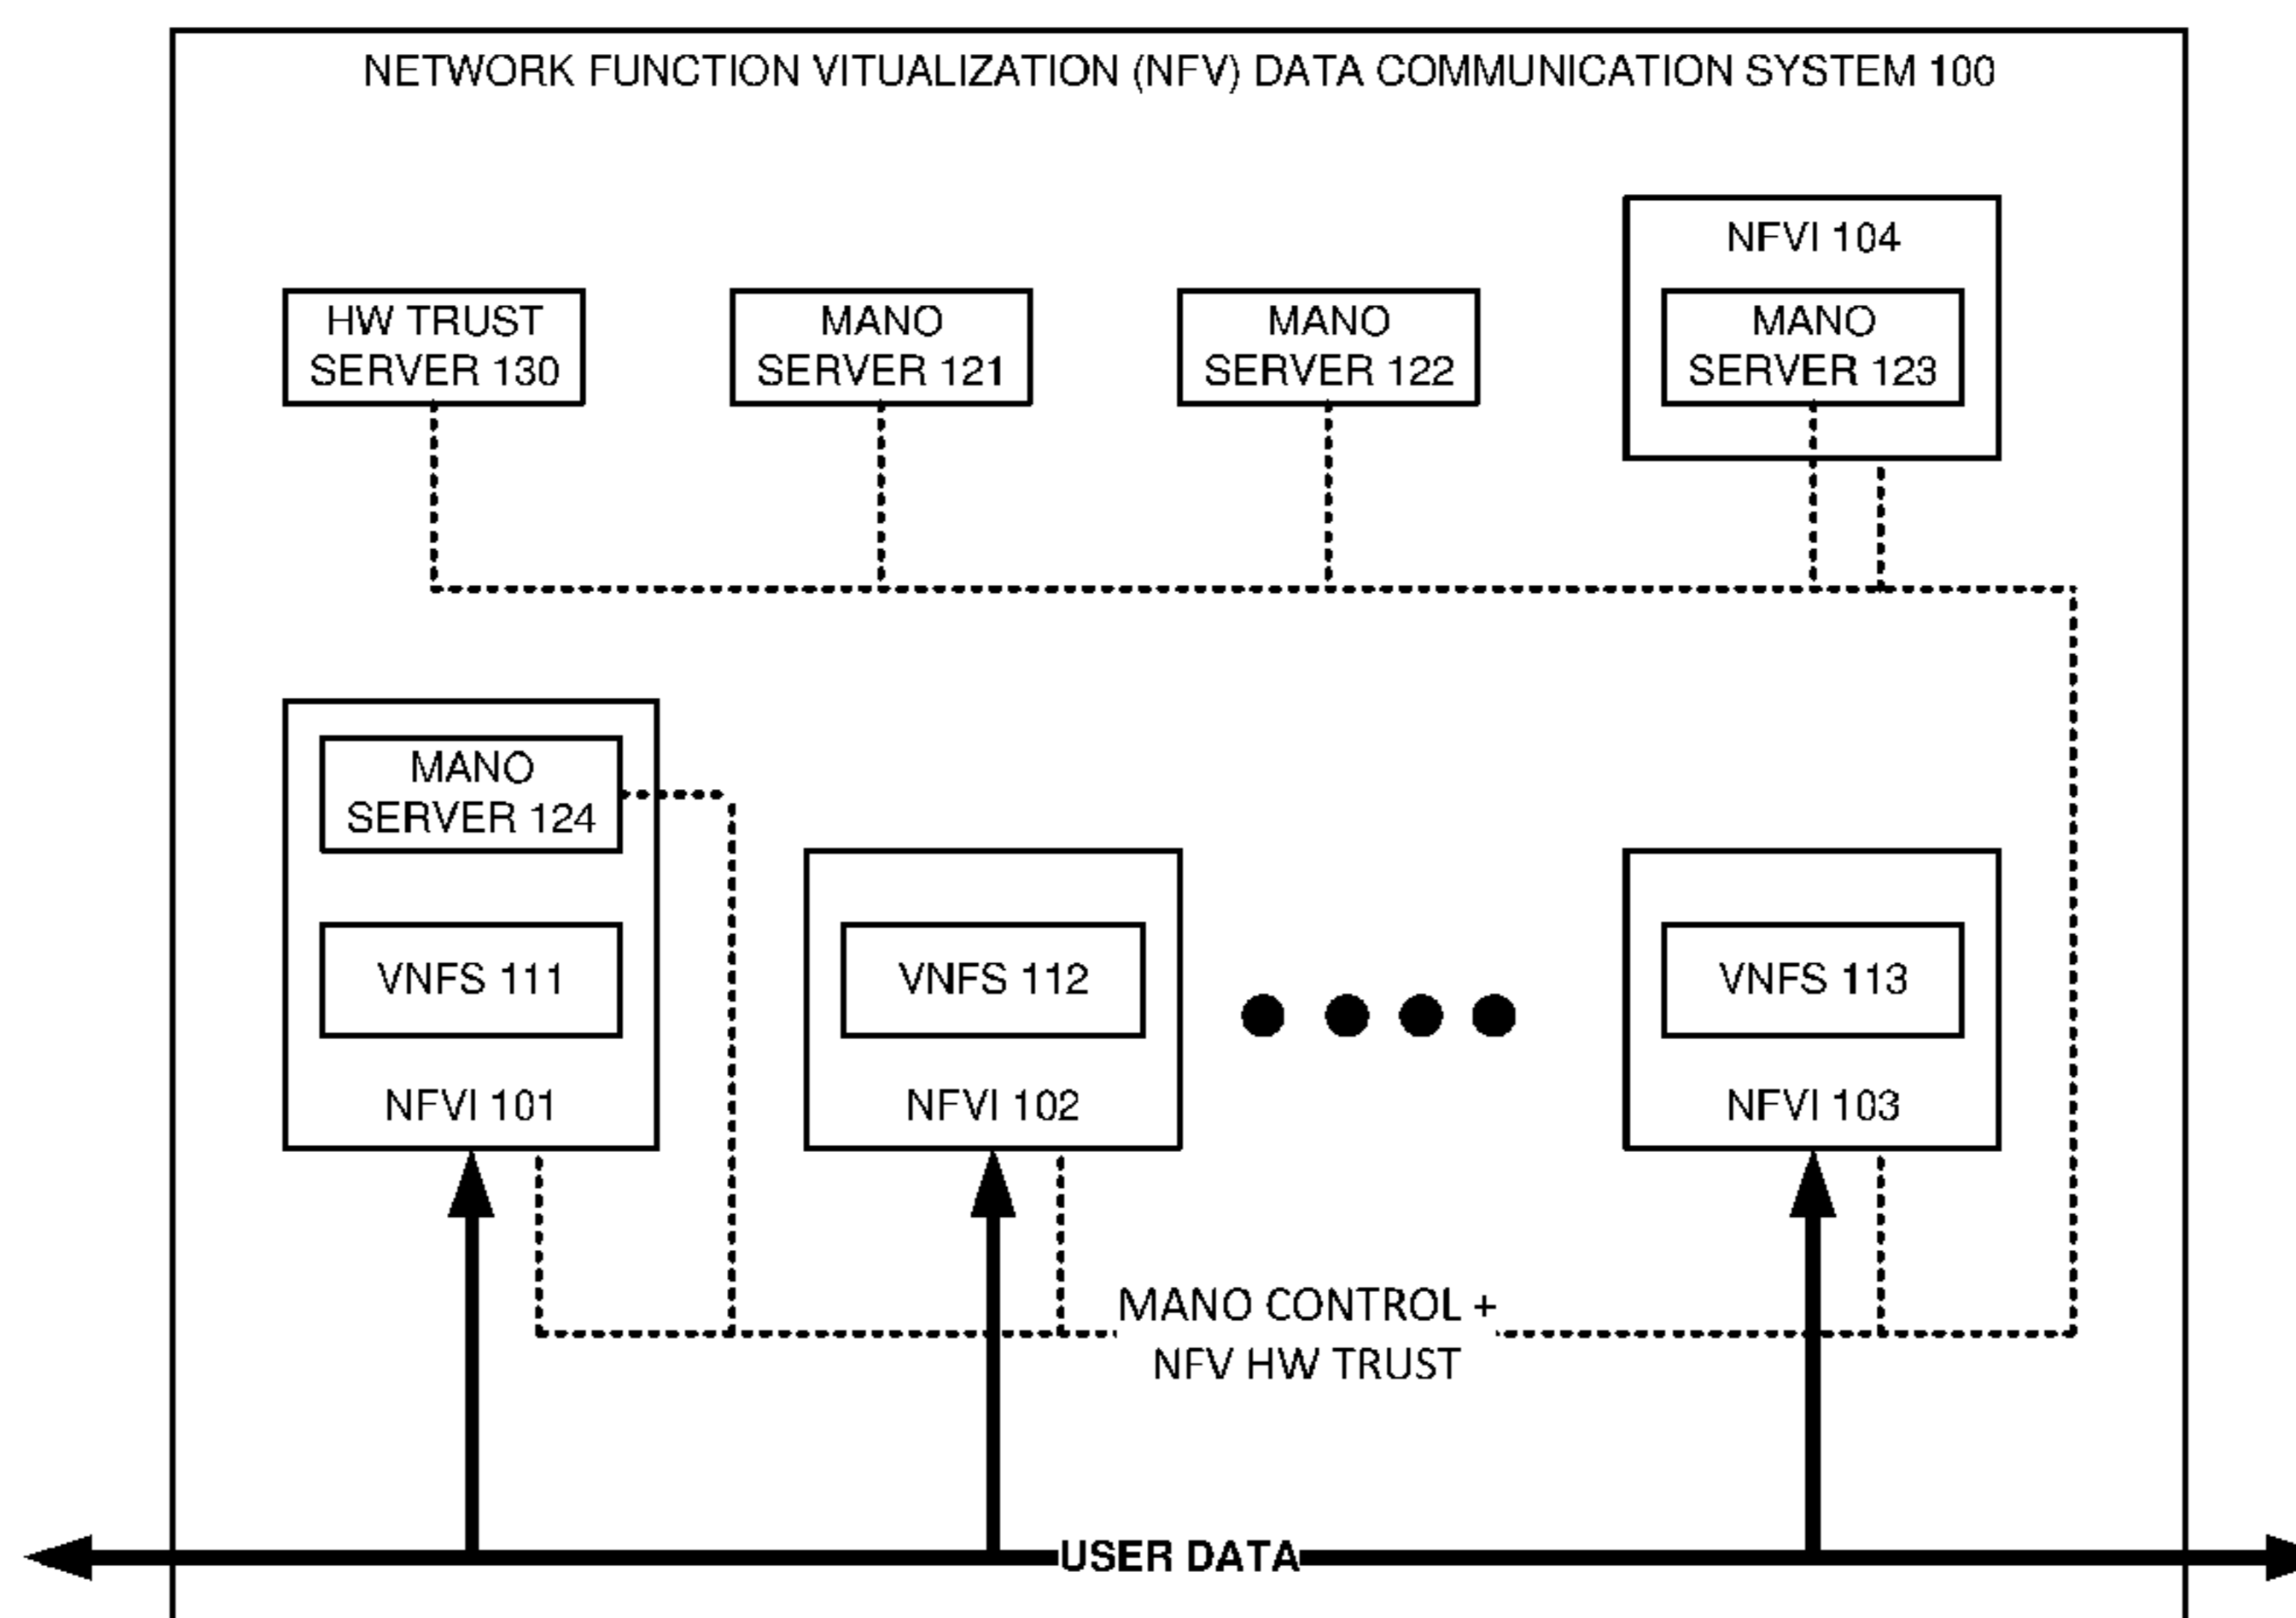 NETWORK FUNCTION VITUALIZATION (NFV) DATA COMMUNICATION SYSTEM 100
NFVI 104
HW TRUST
SERVER 130
MANO
SERVER 121
MANO
SERVER 122
MANO
SERVER 123
MANO
SERVER 124
VNFS 111
NFVI 101
VNFS 112
NFVI 102
VNFS 113
NFVI 103
MANO CONTROL +
NFV HW TRUST
USER DATA